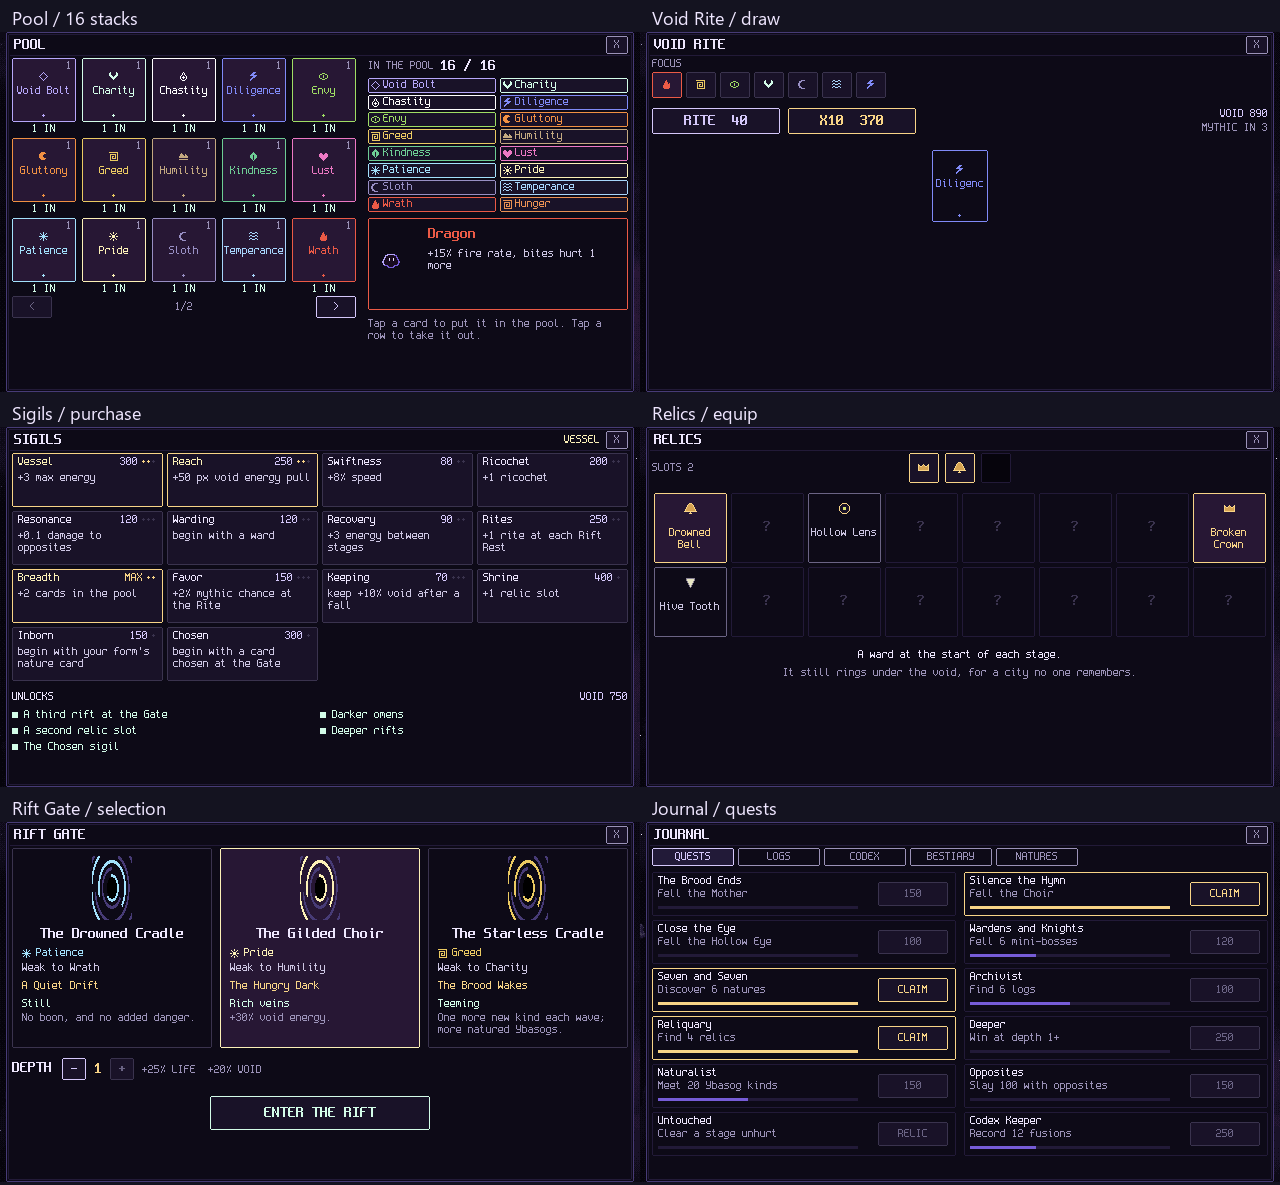 Pool / 16 stacks
POOL
X
1 1 1 1 1
Void Bolt Charity Chastity Diligence Envy
1 IN 1 IN 1 IN 1 IN 1 IN
1 1 1 1 1
Gluttony Greed Humility Kindness Lust
1 IN 1 IN 1 IN 1 IN 1 IN
1 1 1 1 1
Patience Pride Sloth Temperance Wrath
1 IN 1 IN 1 IN 1 IN 1 IN
< 1/2 >
IN THE POOL 16 / 16
Void Bolt Charity
Chastity Diligence
Envy Gluttony
Greed Humility
Kindness Lust
Patience Pride
Sloth Temperance
Wrath Hunger
Dragon
+15% fire rate, bites hurt 1
more
Tap a card to put it in the pool. Tap a
row to take it out.
Void Rite / draw
VOID RITE
X
FOCUS
RITE 40 X10 370
VOID 890
MYTHIC IN 3
Diligenc
Sigils / purchase
SIGILS
VESSEL X
Vessel 300
+3 max energy
Reach 250
+50 px void energy pull
Swiftness 80
+8% speed
Ricochet 200
+1 ricochet
Resonance 120
+0.1 damage to
opposites
Warding 120
begin with a ward
Recovery 90
+3 energy between
stages
Rites 250
+1 rite at each Rift
Rest
Breadth MAX
+2 cards in the pool
Favor 150
+2% mythic chance at
the Rite
Keeping 70
keep +10% void after a
fall
Shrine 400
+1 relic slot
Inborn 150
begin with your form's
nature card
Chosen 300
begin with a card
chosen at the Gate
UNLOCKS VOID 750
A third rift at the Gate
Darker omens
A second relic slot
Deeper rifts
The Chosen sigil
Relics / equip
RELICS
X
SLOTS 2
Drowned
Bell
?
Hollow Lens
? ? ? ?
Broken
Crown
Hive Tooth
? ? ? ? ? ? ?
A ward at the start of each stage.
It still rings under the void, for a city no one remembers.
Rift Gate / selection
RIFT GATE
X
The Drowned Cradle
Patience
Weak to Wrath
A Quiet Drift
Still
No boon, and no added danger.
The Gilded Choir
Pride
Weak to Humility
The Hungry Dark
Rich veins
+30% void energy.
The Starless Cradle
Greed
Weak to Charity
The Brood Wakes
Teeming
One more new kind each wave;
more natured Ybasogs.
DEPTH − 1 + +25% LIFE +20% VOID
ENTER THE RIFT
Journal / quests
JOURNAL
X
QUESTS LOGS CODEX BESTIARY NATURES
The Brood Ends
Fell the Mother
150
Silence the Hymn
Fell the Choir
CLAIM
Close the Eye
Fell the Hollow Eye
100
Wardens and Knights
Fell 6 mini-bosses
120
Seven and Seven
Discover 6 natures
CLAIM
Archivist
Find 6 logs
100
Reliquary
Find 4 relics
CLAIM
Deeper
Win at depth 1+
250
Naturalist
Meet 20 Ybasog kinds
150
Opposites
Slay 100 with opposites
150
Untouched
Clear a stage unhurt
RELIC
Codex Keeper
Record 12 fusions
250